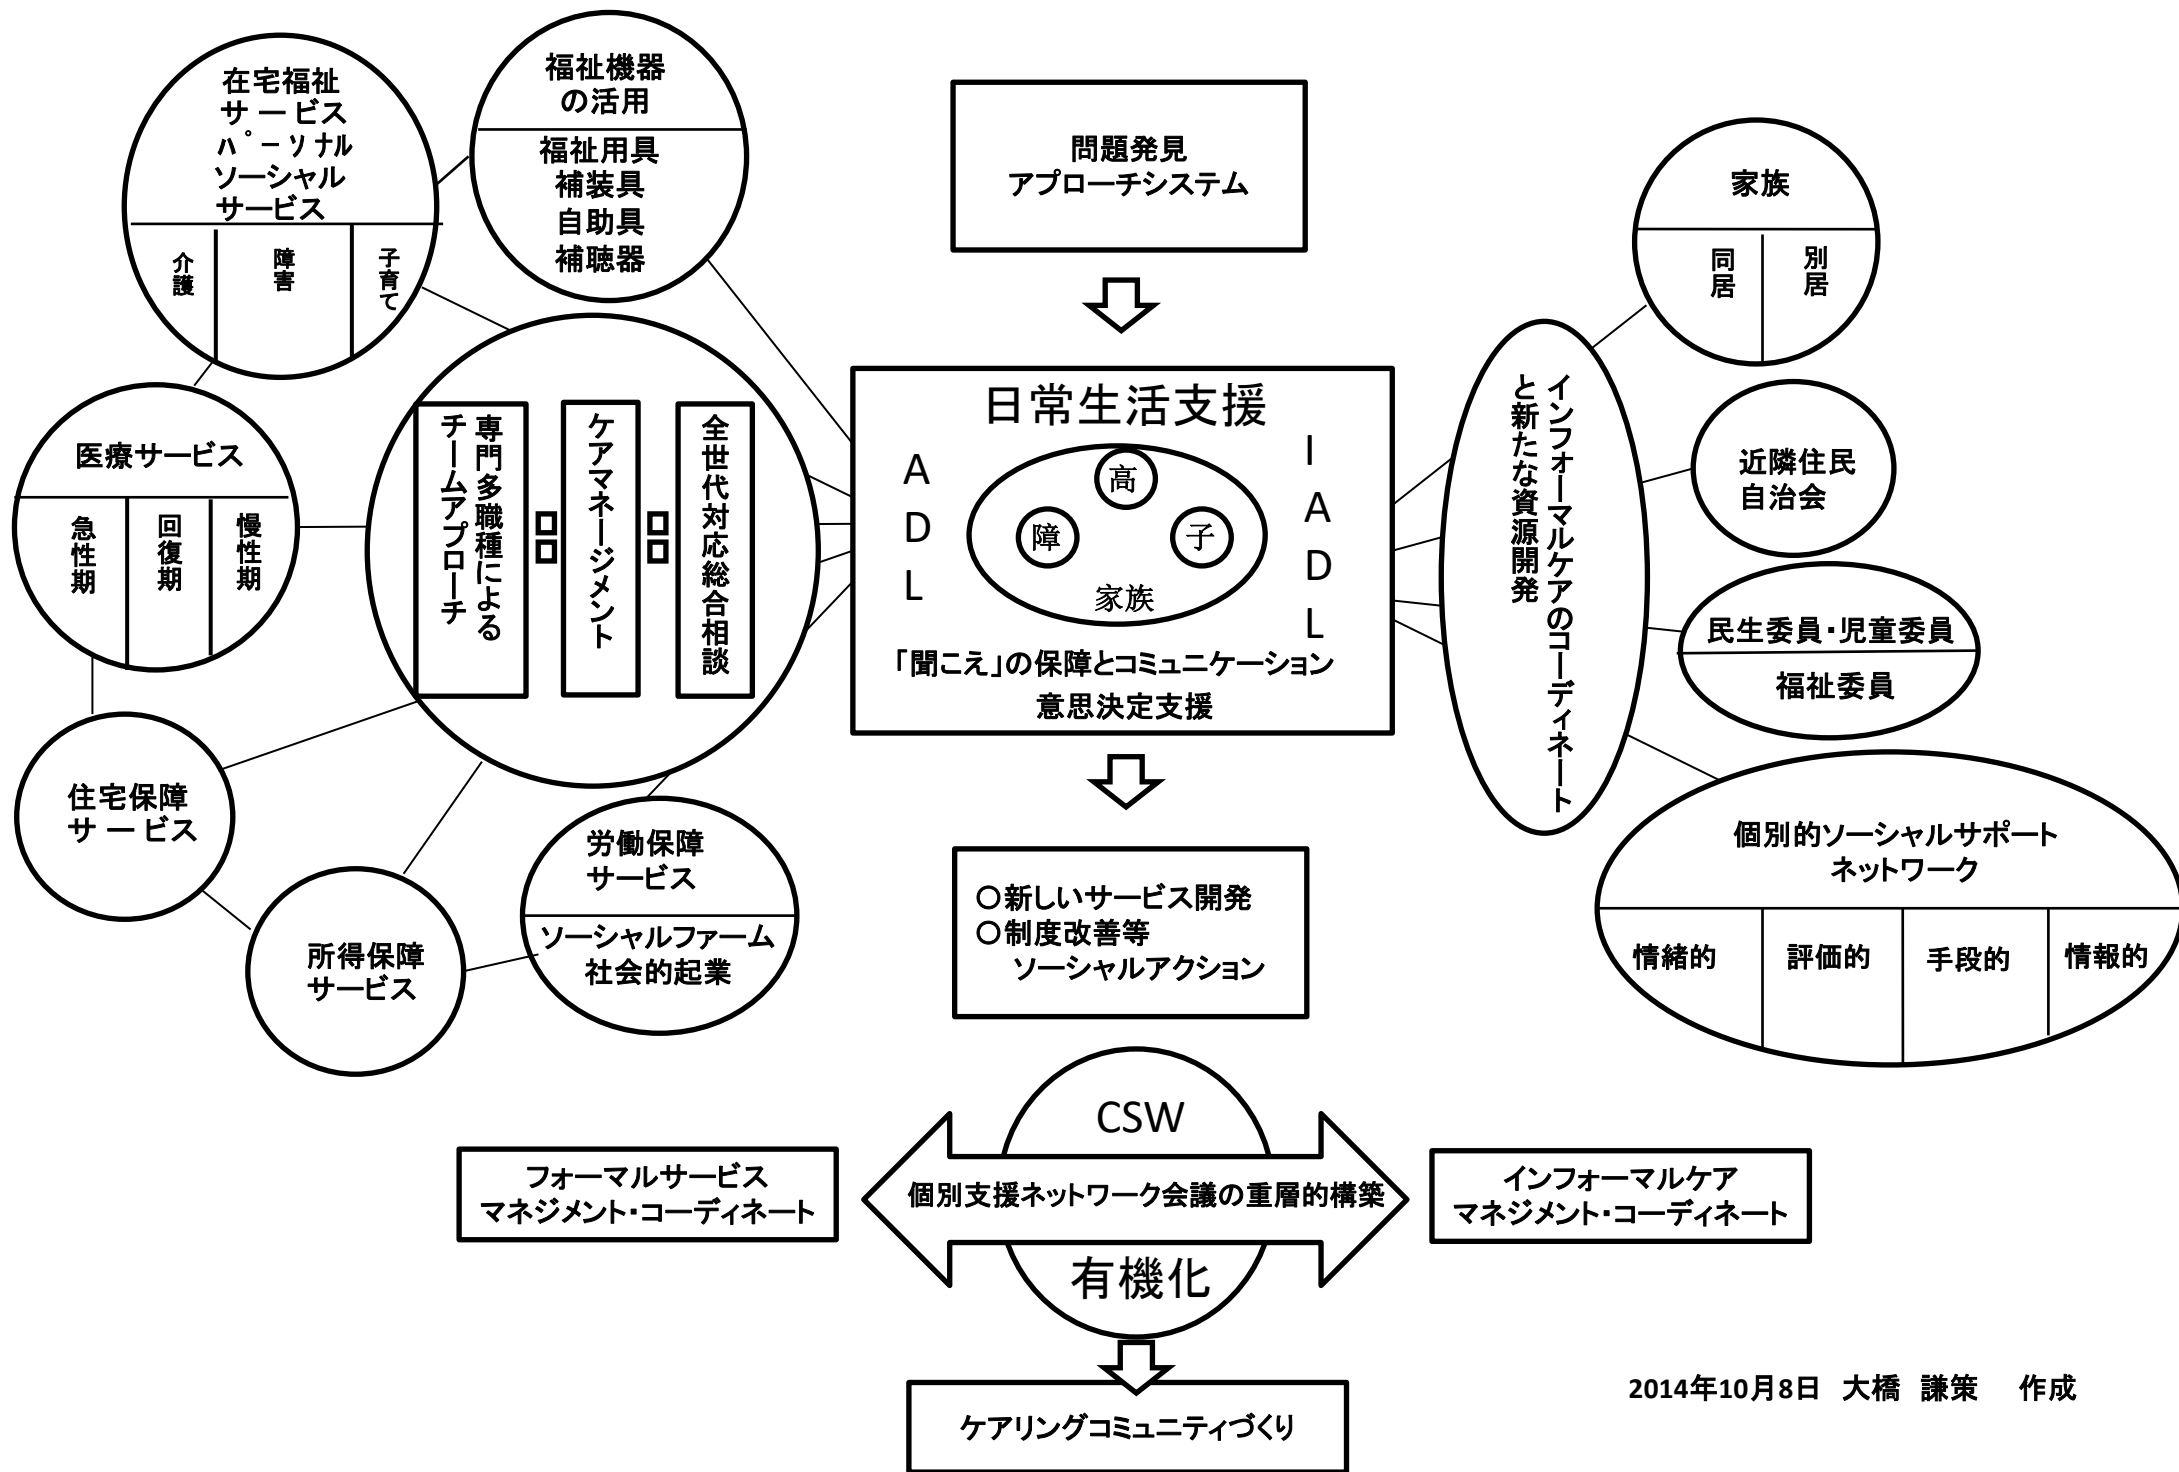 在宅福祉
サービス
パーソナル
ソーシャル
サービス
介護
障害
子育て
福祉機器
の活用
福祉用具
補装具
自助具
補聴器
問題発見
アプローチシステム
家族
同居
別居
医療サービス
急性期
回復期
慢性期
専門多職種による
チームアプローチ
ケアマネージメント
全世代対応総合相談
日常生活支援
ADL
IADL
高
障
子
家族
「聞こえ」の保障とコミュニケーション
意思決定支援
インフォーマルケアのコーディネート
と新たな資源開発
近隣住民
自治会
民生委員・児童委員
福祉委員
個別的ソーシャルサポート
ネットワーク
情緒的
評価的
手段的
情報的
住宅保障
サービス
所得保障
サービス
労働保障
サービス
ソーシャルファーム
社会的起業
○新しいサービス開発
○制度改善等
ソーシャルアクション
CSW
個別支援ネットワーク会議の重層的構築
有機化
フォーマルサービス
マネジメント・コーディネート
インフォーマルケア
マネジメント・コーディネート
ケアリングコミュニティづくり
2014年10月8日 大橋 謙策 作成